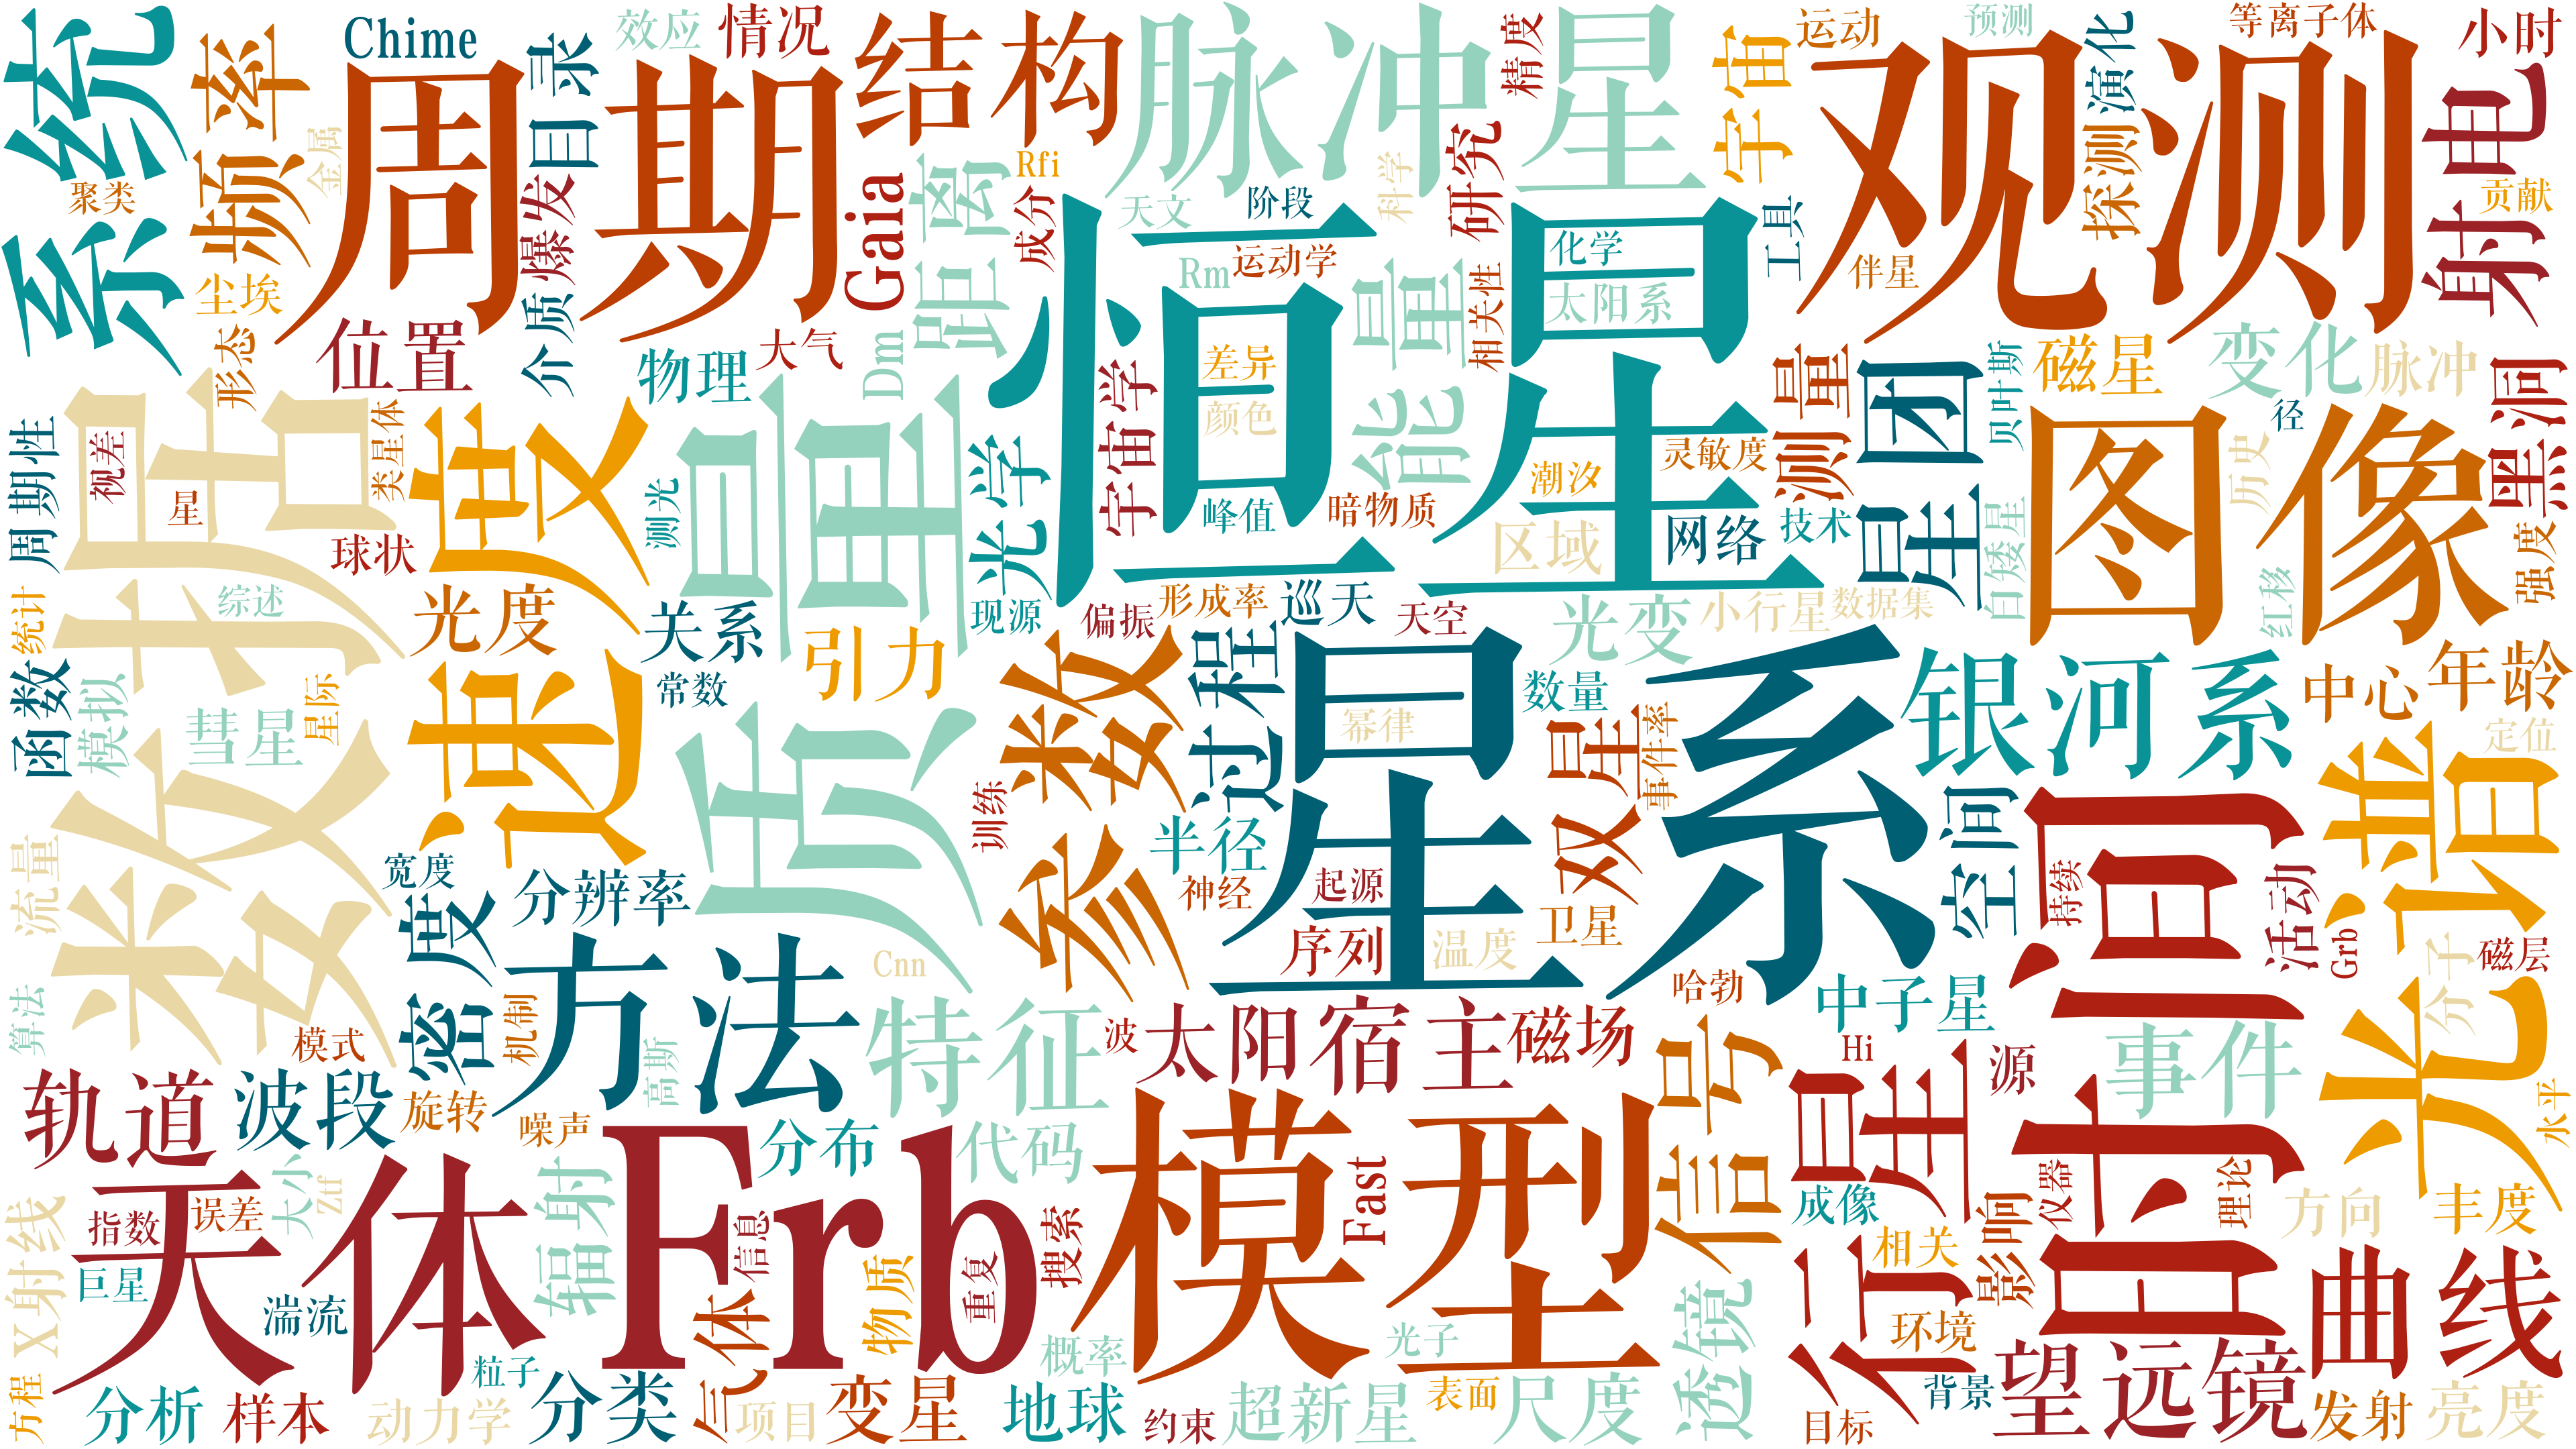 系统
频率
Chime
周期
目录
效应
情况
结构
脉冲星
精度
宇宙
运动
预测
观测
演化
等离子体
小时
射电
聚类
金属
爆发
Gaia
距离
Rfi
成分
天文
阶段
科学
研究
工具
探测
贡献
尘埃
形态
位置
介质
物理
大气
Dm
恒星
Rm
运动学
能量
相关性
化学
太阳系
伴星
磁星
变化
脉冲
黑洞
周期性
视差
星
数据
类星体
球状
速度
测光
质量
光学
宇宙学
差异
颜色
峰值
暗物质
潮汐
灵敏度
区域
网络
测量
技术
星团
贝叶斯
白矮星
图像
径
历史
红移
强度
统计
综述
光度
关系
引力
现源
偏振
形成率
巡天
天空
光变
小行星
数据集
函数
模拟
彗星
星际
常数
参数
过程
星系
幂律
数量
双星
事件率
银河系
中心
年龄
定位
光谱
流量
宽度
密度
分辨率
训练
半径
神经
起源
序列
温度
卫星
空间
时间
持续
活动
Grb
磁层
分子
算法
模式
机制
方法
Cnn
高斯
特征
波
太阳
宿主
磁场
哈勃
信号
中子星
Hi
源
事件
水平
轨道
波段
旋转
噪声
分布
代码
模型
Fast
行星
成像
仪器
理论
方向
丰度
X射线
指数
误差
大小
Ztf
天体
辐射
Frb
信息
重复
搜索
相关
影响
曲线
巨星
湍流
气体
物质
概率
光子
透镜
环境
望远镜
方程
分析
样本
动力学
粒子
分类
项目
变星
地球
约束
超新星
表面
尺度
目标
背景
发射
亮度